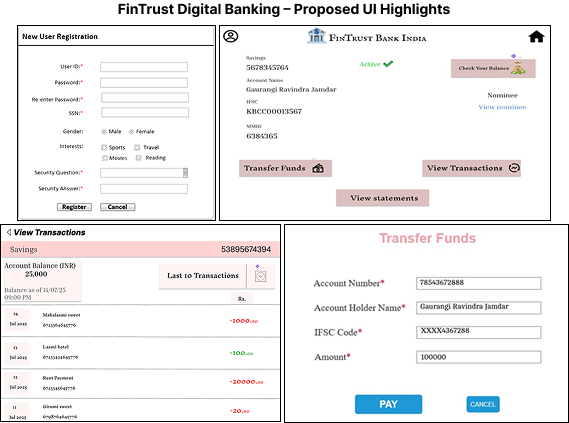 FinTrust Digital Banking – Proposed UI Highlights
New User Registration
User ID:*
Password:*
Re-enter Password:*
SSN:*
Gender:
Male
Female
Interests:
Sports
Travel
Movies
Reading
Security Question:*
Security Answer:*
Register
Cancel
FinTrust Bank India
Savings
5678345764
Active
Check Your Balance
Account Name
Gaurangi Ravindra Jamdar
IFSC
KBCC00013567
Nominee
View nominee
MMID
6384365
Transfer Funds
View Transactions
View statements
View Transactions
Savings
53895674394
Account Balance (INR)
25,000
Balance as of 14/07/25
09:00 PM
Last 10 Transactions
Rs.
14
Jul 2025
Mahalaxmi sweet
6723564645776
-1000.00
13
Jul 2025
Laxmi hotel
67233454645776
-100.00
12
Jul 2025
Rent Payment
6723345645776
-20000.00
11
Jul 2025
Gicumi sweet
6798764845776
-20.00
Transfer Funds
Account Number*
78543672888
Account Holder Name*
Gaurangi Ravindra Jamdar
IFSC Code*
XXXX4367288
Amount*
100000
PAY
CANCEL